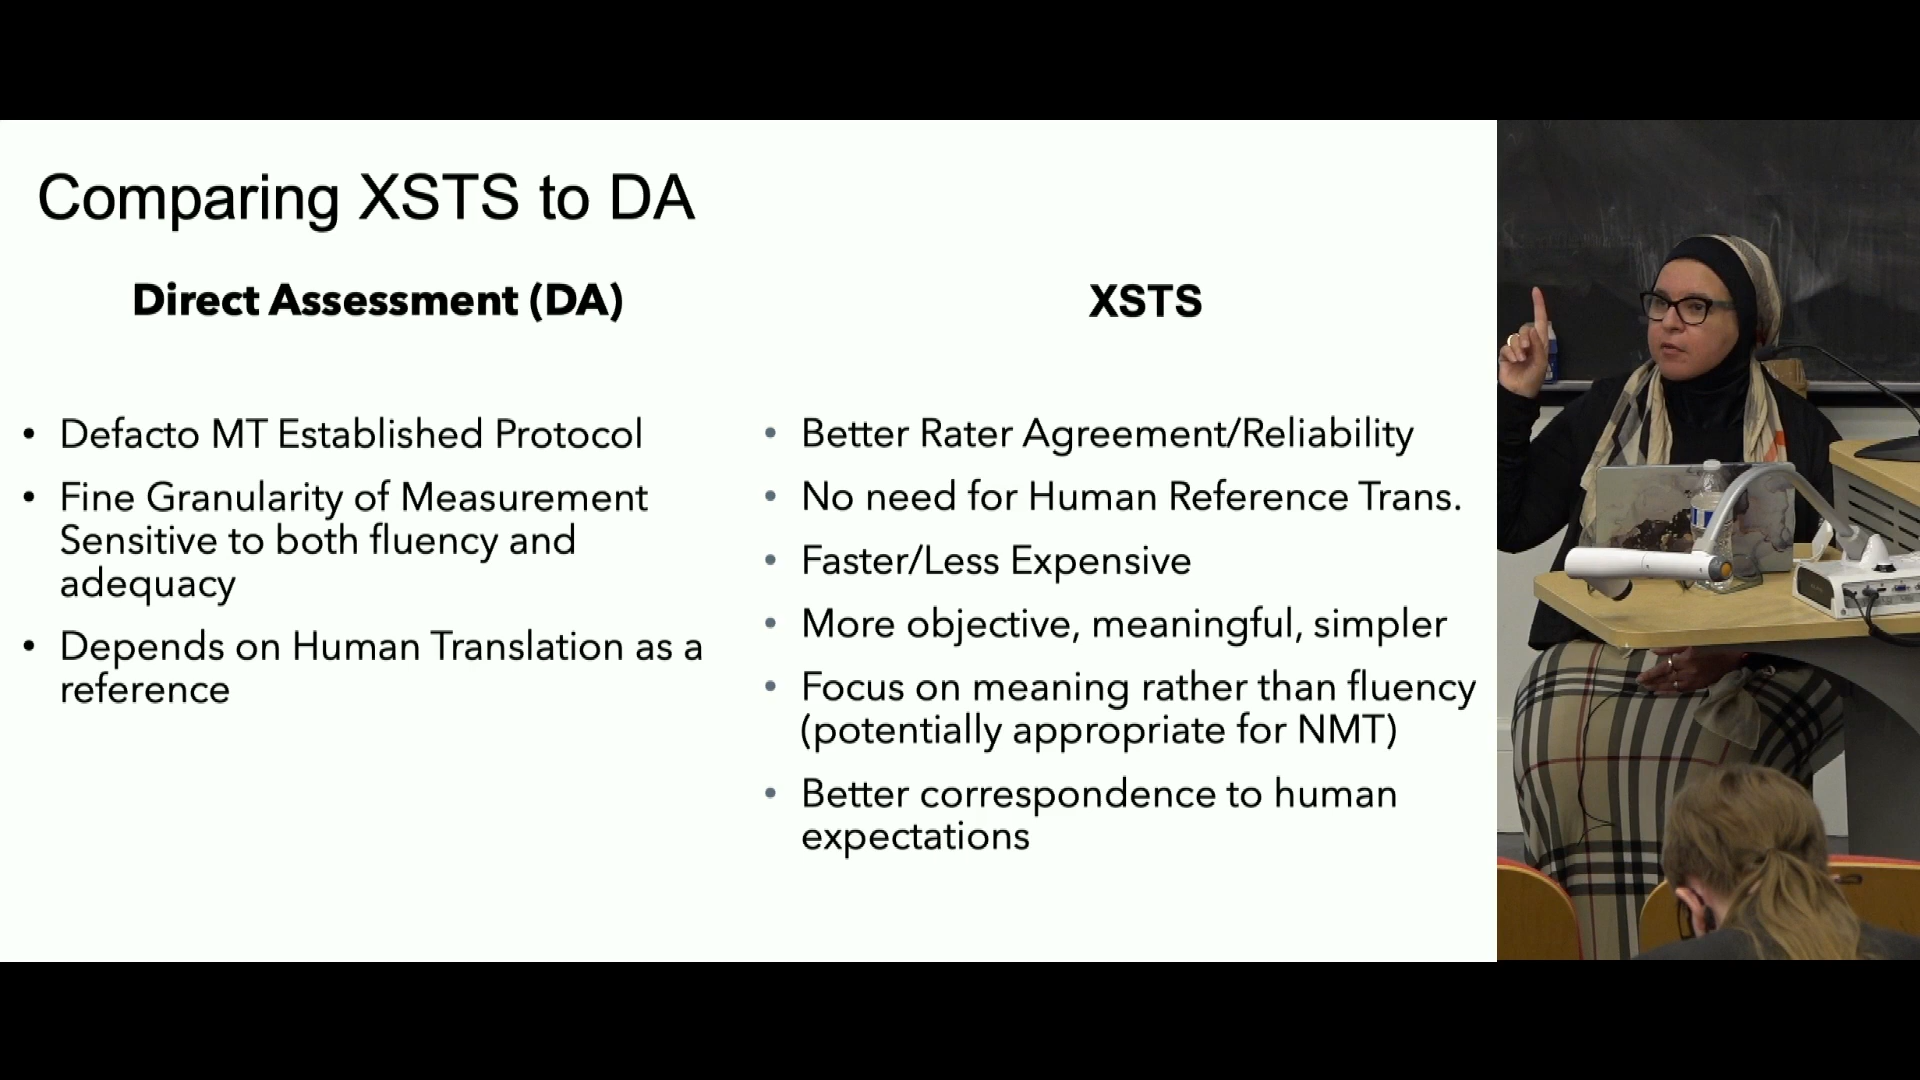 Comparing XSTS to DA
Direct Assessment (DA)
• Defacto MT Established Protocol
• Fine Granularity of Measurement
Sensitive to both fluency and
adequacy
• Depends on Human Translation as a
reference
XSTS
• Better Rater Agreement/Reliability
• No need for Human Reference Trans.
• Faster/Less Expensive
• More objective, meaningful, simpler
• Focus on meaning rather than fluency
(potentially appropriate for NMT)
• Better correspondence to human
expectations